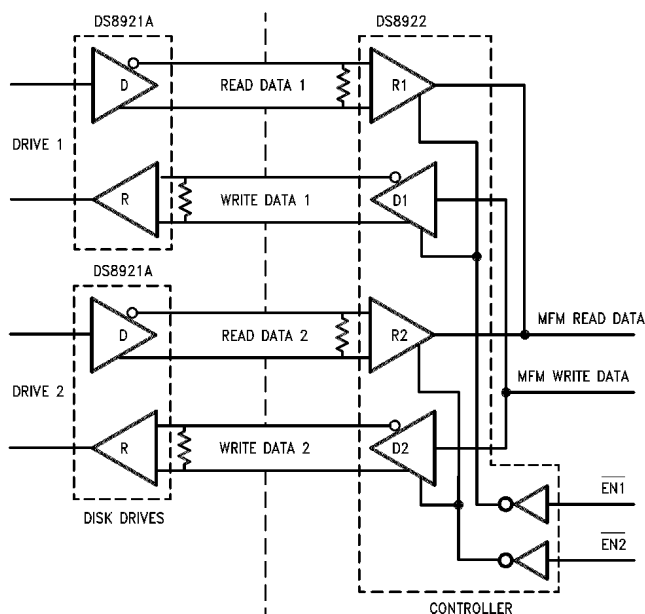 DS8921A
DS8922
D
READ DATA 1
R1
DRIVE 1
R
WRITE DATA 1
D1
DS8921A
D
READ DATA 2
R2
MFM READ DATA
MFM WRITE DATA
DRIVE 2
R
WRITE DATA 2
D2
EN1
EN2
DISK DRIVES
CONTROLLER